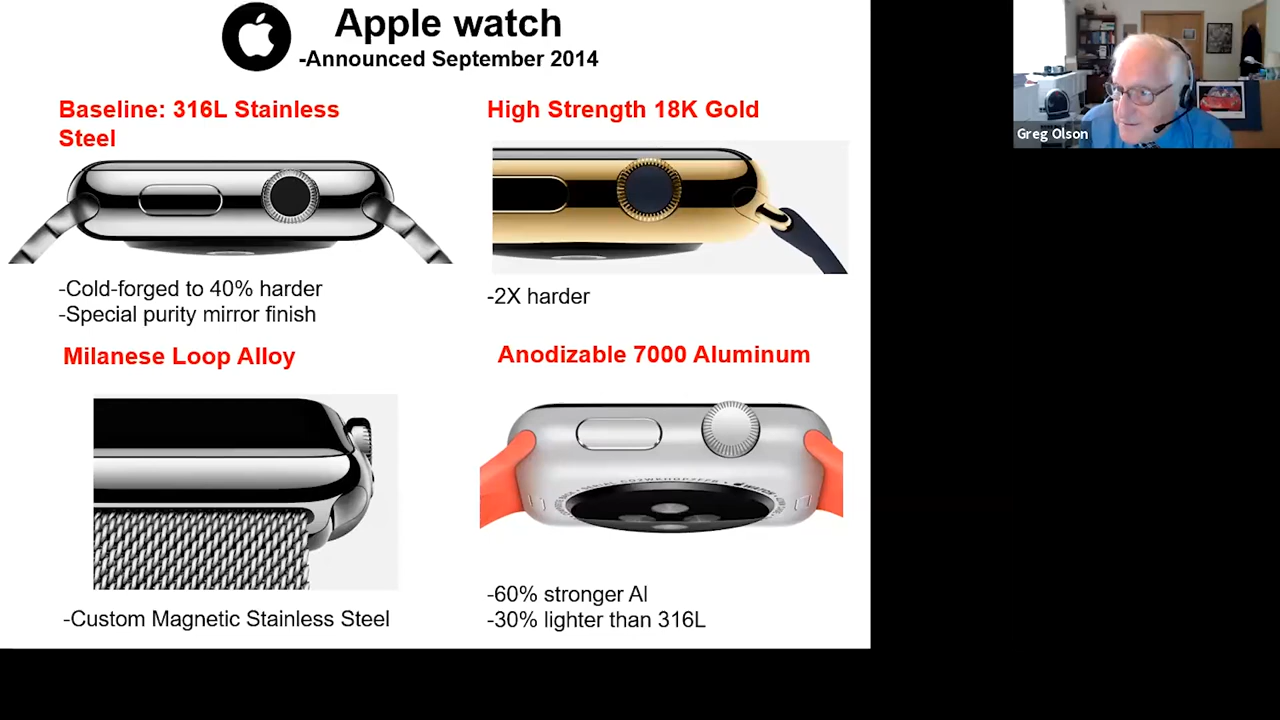 Apple watch
-Announced September 2014
Baseline: 316L Stainless
Steel
High Strength 18K Gold
-Cold-forged to 40% harder
-Special purity mirror finish
-2X harder
Milanese Loop Alloy
Anodizable 7000 Aluminum
-Custom Magnetic Stainless Steel
-60% stronger Al
-30% lighter than 316L
Greg Olson